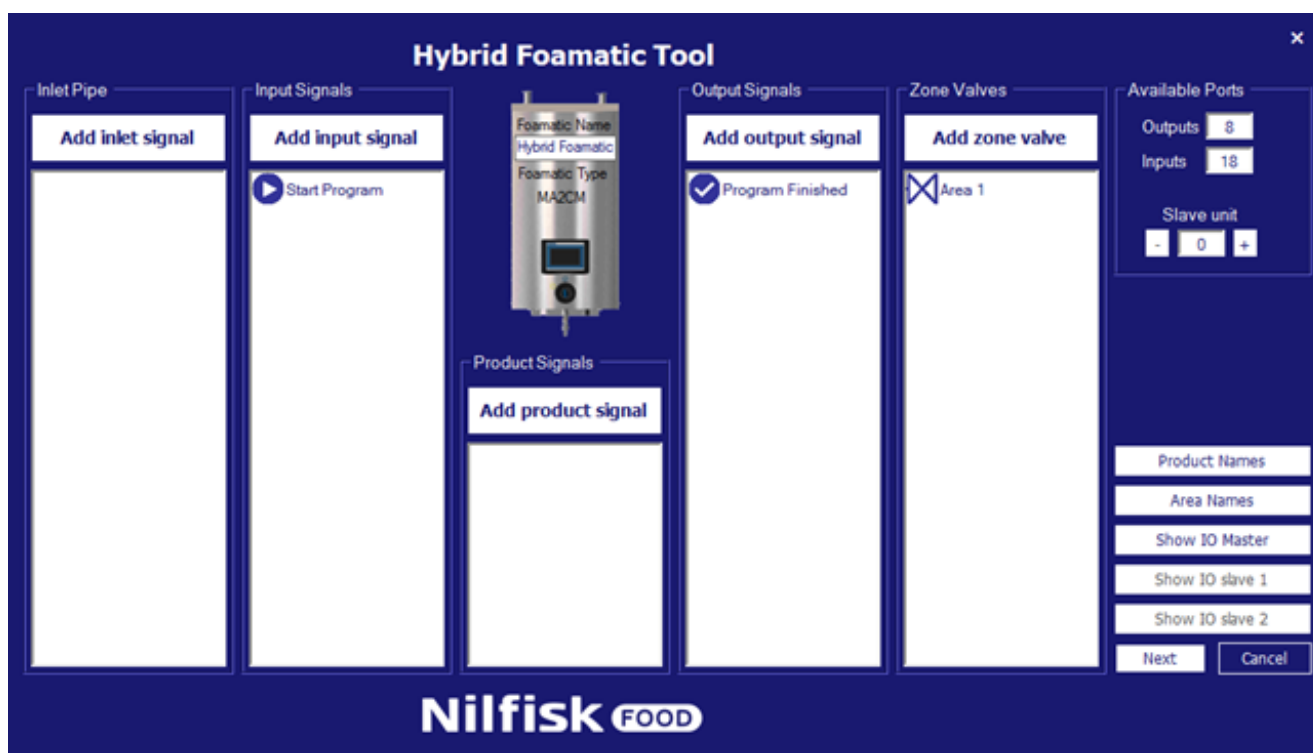 Hybrid Foamatic Tool
×
Inlet Pipe
Add inlet signal
Input Signals
Add input signal
Start Program
Foamatic Name
Hybrid Foamatic
Foamatic Type
MA2CM
Product Signals
Add product signal
Output Signals
Add output signal
Program Finished
Zone Valves
Add zone valve
Area 1
Available Ports
Outputs 8
Inputs 18
Slave unit
- 0 +
Product Names
Area Names
Show IO Master
Show IO slave 1
Show IO slave 2
Next Cancel
Nilfisk FOOD